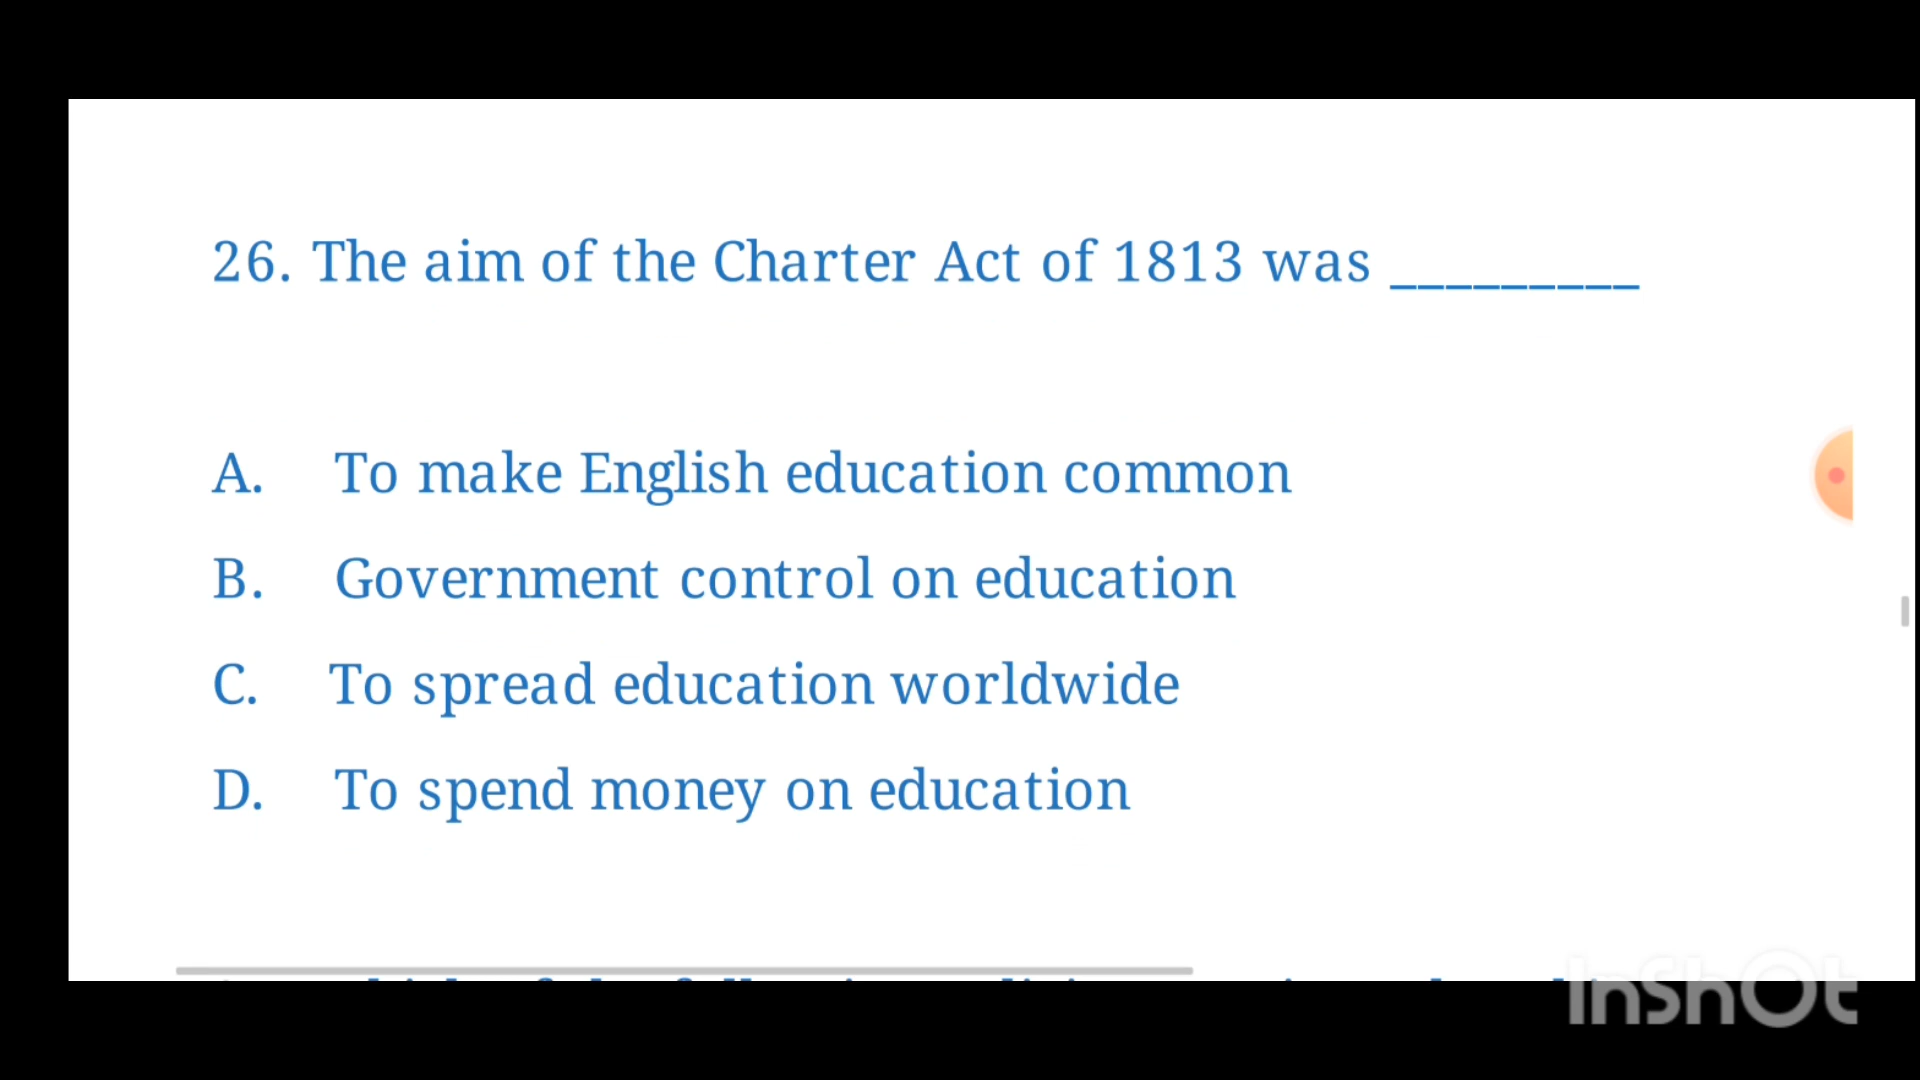 26. The aim of the Charter Act of 1813 was _________
A. To make English education common
B. Government control on education
C. To spread education worldwide
D. To spend money on education
InShOt